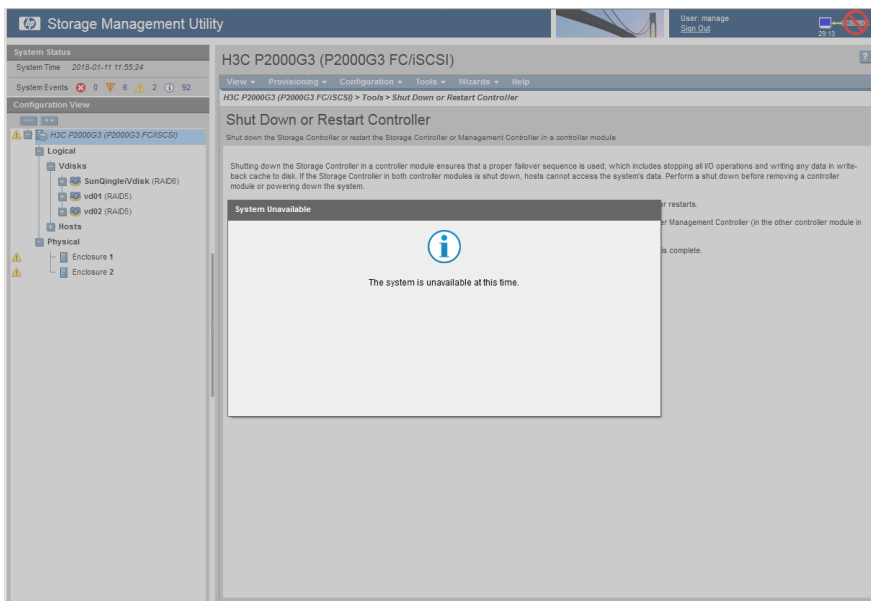 hp Storage Management Utility
User: manage
Sign Out
29:13
System Status
System Time 2018-01-11 11:55:24
System Events 0 6 2 92
Configuration View
H3C P2000G3 (P2000G3 FC/iSCSI)
Logical
Vdisks
SunQingleiVdisk (RAID6)
vd01 (RAID5)
vd02 (RAID5)
Hosts
Physical
Enclosure 1
Enclosure 2
H3C P2000G3 (P2000G3 FC/iSCSI)
?
View Provisioning Configuration Tools Wizards Help
H3C P2000G3 (P2000G3 FC/iSCSI) > Tools > Shut Down or Restart Controller
Shut Down or Restart Controller
Shut down the Storage Controller or restart the Storage Controller or Management Controller in a controller module
Shutting down the Storage Controller in a controller module ensures that a proper failover sequence is used, which includes stopping all I/O operations and writing any data in write-
back cache to disk. If the Storage Controller in both controller modules is shut down, hosts cannot access the system's data. Perform a shut down before removing a controller
module or powering down the system.
er restarts.
er Management Controller (in the other controller module in
is complete.
System Unavailable
The system is unavailable at this time.